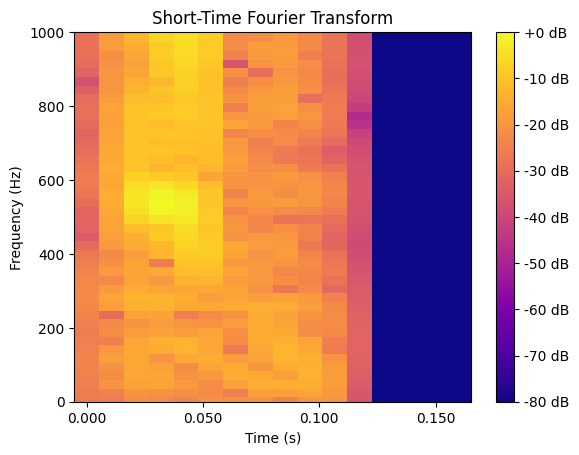 Short-Time Fourier Transform
Frequency (Hz)
1000
800
600
400
200
0
0.000
0.050
0.100
0.150
Time (s)
+0 dB
-10 dB
-20 dB
-30 dB
-40 dB
-50 dB
-60 dB
-70 dB
-80 dB